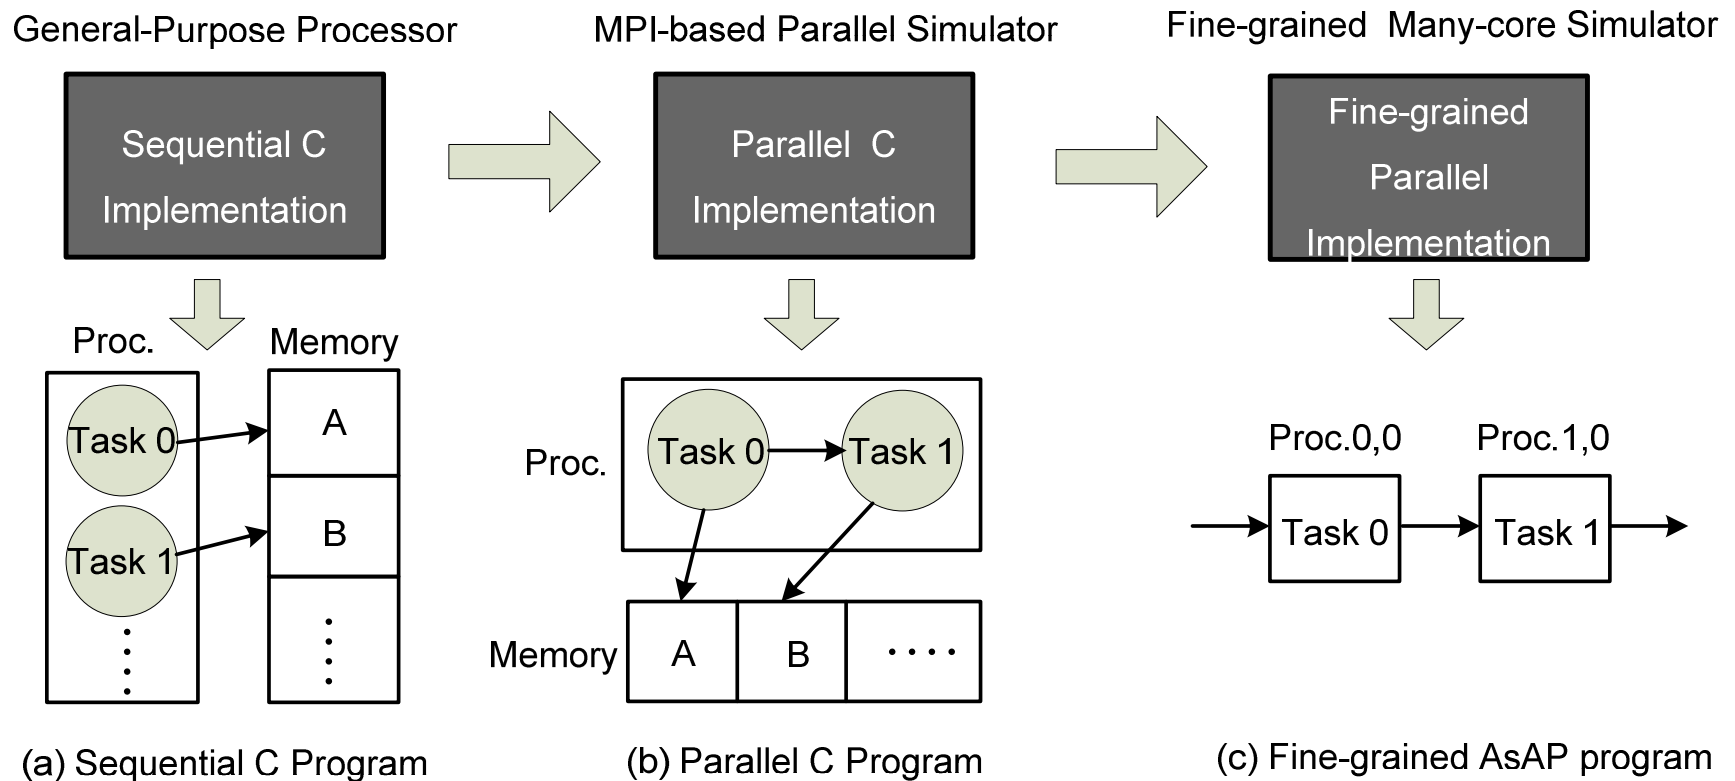 General-Purpose Processor
MPI-based Parallel Simulator
Fine-grained Many-core Simulator
Sequential C
Implementation
Parallel C
Implementation
Fine-grained
Parallel
Implementation
Proc.
Memory
Task 0
A
Task 1
B
Proc.
Task 0
Task 1
Memory
A
B
Proc.0,0
Proc.1,0
Task 0
Task 1
(a) Sequential C Program
(b) Parallel C Program
(c) Fine-grained AsAP program